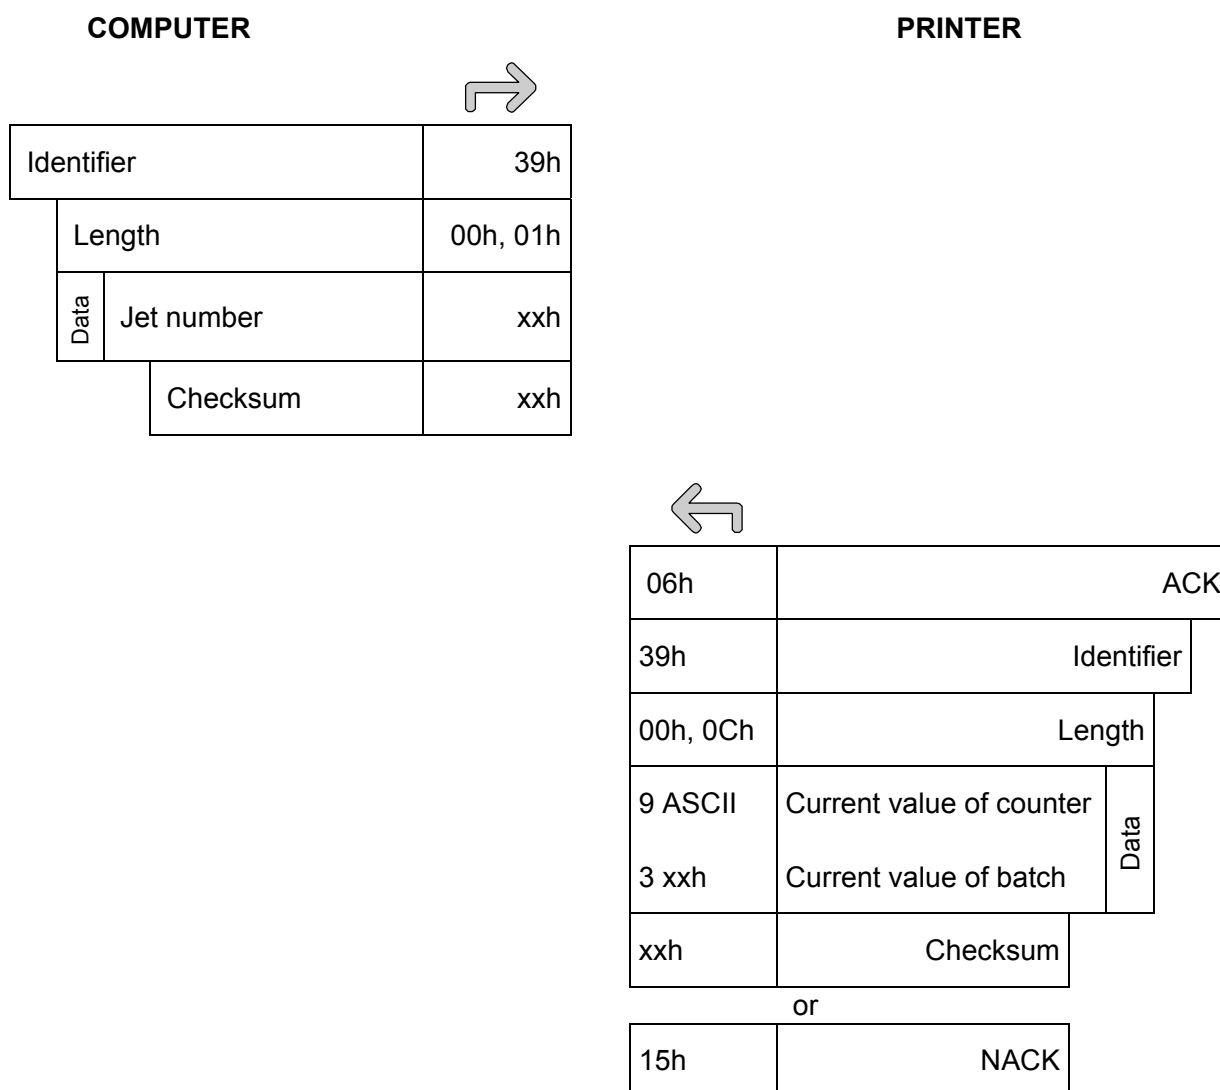 COMPUTER PRINTER
Identifier 39h
Length 00h, 01h
Data Jet number xxh
Checksum xxh
06h ACK
39h Identifier
00h, 0Ch Length
9 ASCII Current value of counter
Data
3 xxh Current value of batch
xxh Checksum
or
15h NACK